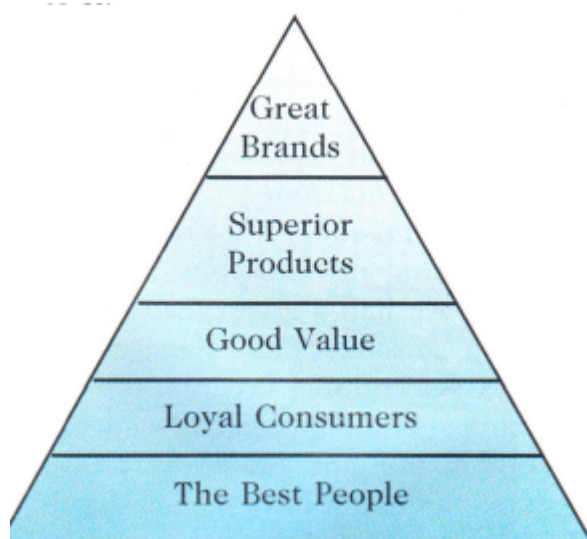 Great
Brands
Superior
Products
Good Value
Loyal Consumers
The Best People